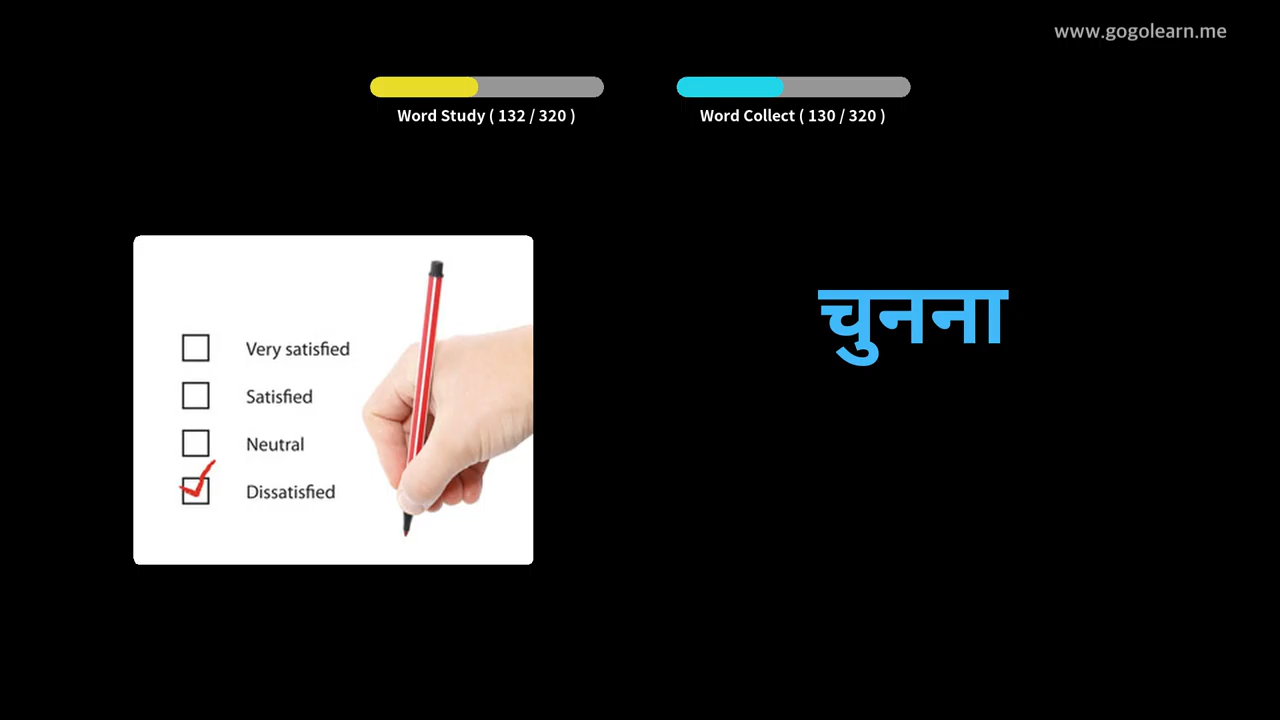 www.gogolearn.me
Word Study ( 132 / 320 )
Word Collect ( 130 / 320 )
Very satisfied
Satisfied
Neutral
Dissatisfied
चुनना